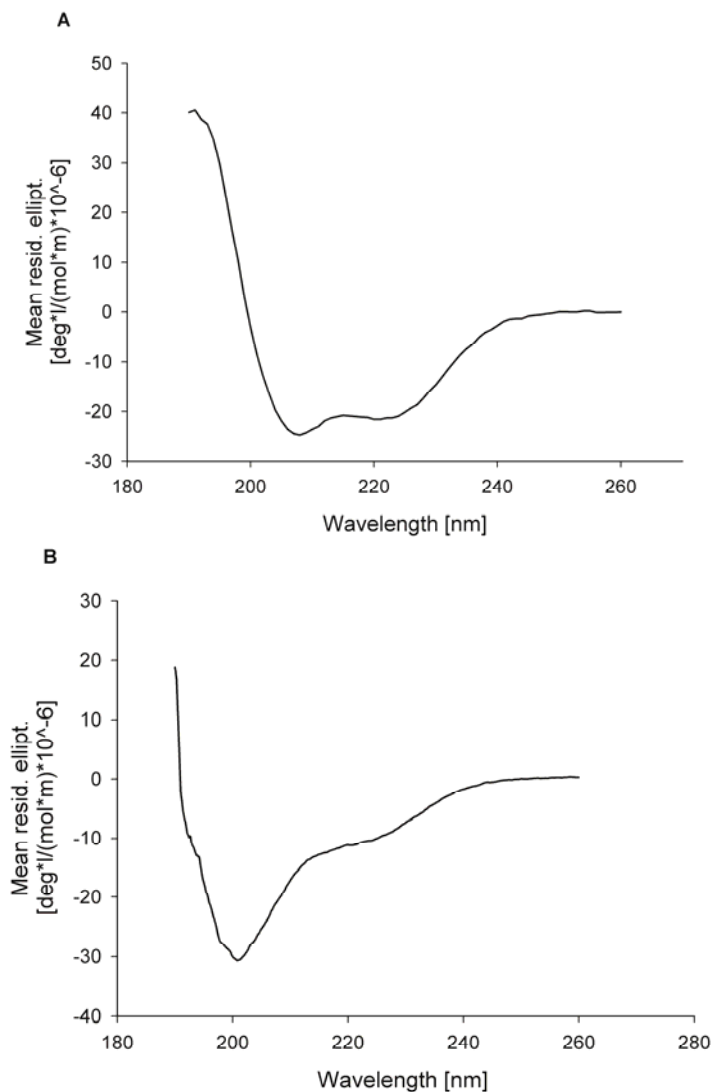 A
50
40
30
20
10
0
-10
-20
-30
180 200 220 240 260
Mean resid. ellipt.
[deg*l/(mol*m)*10^-6]
Wavelength [nm]
B
30
20
10
0
-10
-20
-30
-40
180 200 220 240 260 280
Mean resid. ellipt.
[deg*l/(mol*m)*10^-6]
Wavelength [nm]